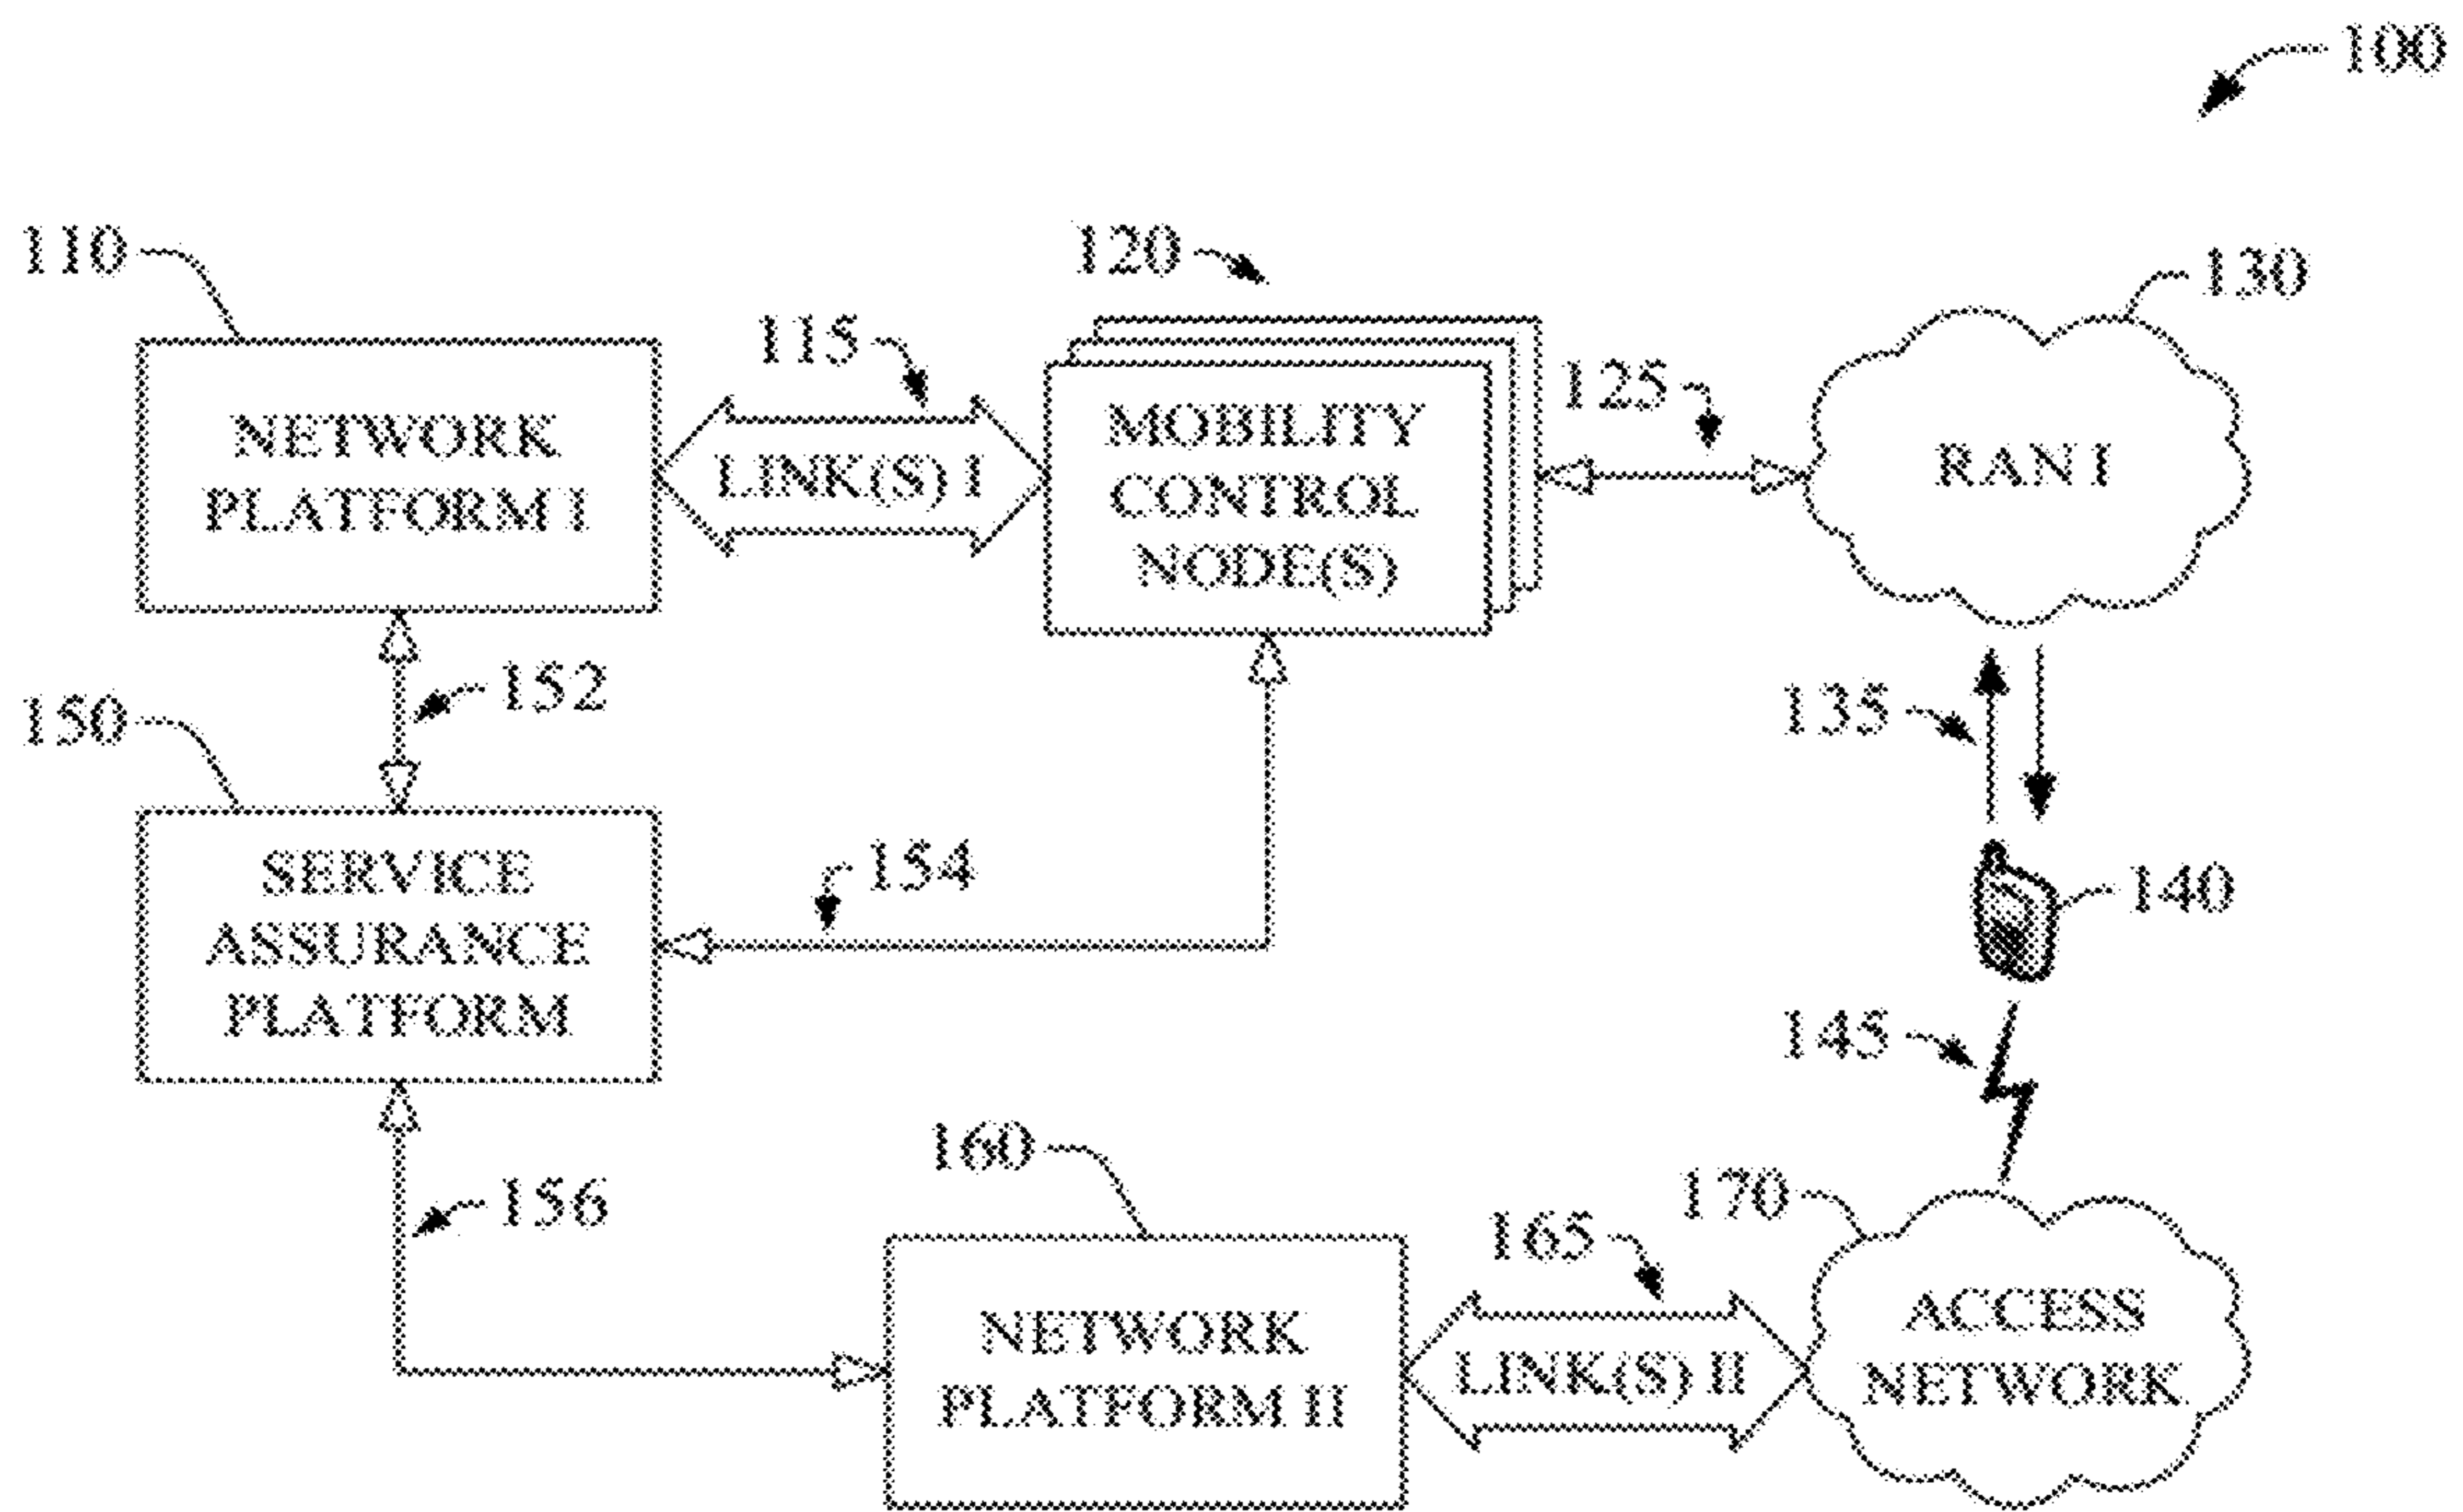 100
110
120
130
115
125
NETWORK
PLATFORM I
LINK(S) I
MOBILITY
CONTROL
NODE(S)
RAN I
152
150
135
154
140
SERVICE
ASSURANCE
PLATFORM
145
160
170
156
165
NETWORK
PLATFORM II
LINK(S) II
ACCESS
NETWORK